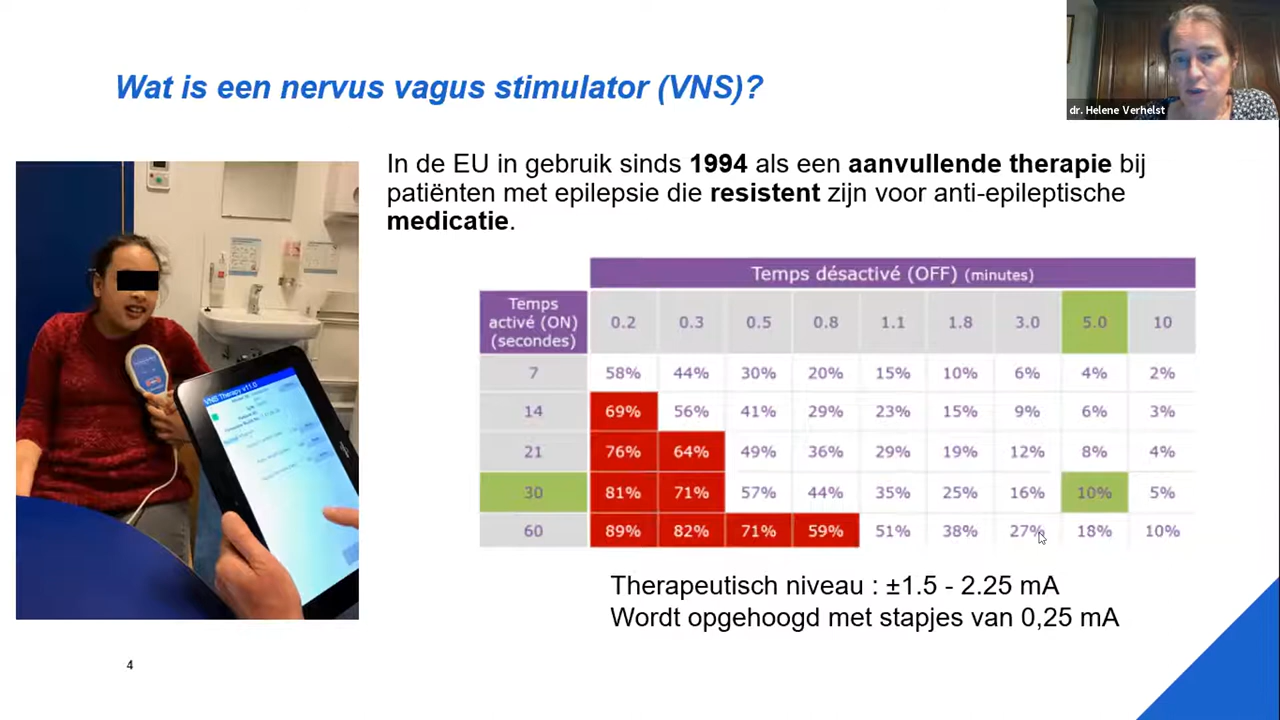 dr. Helene Verhelst
Wat is een nervus vagus stimulator (VNS)?
In de EU in gebruik sinds 1994 als een aanvullende therapie bij
patiënten met epilepsie die resistent zijn voor anti-epileptische
medicatie.
Temps désactivé (OFF) (minutes)
Temps
activé (ON)
(secondes)
0.2 0.3 0.5 0.8 1.1 1.8 3.0 5.0 10
7 58% 44% 30% 20% 15% 10% 6% 4% 2%
14 69% 56% 41% 29% 23% 15% 9% 6% 3%
21 76% 64% 49% 36% 29% 19% 12% 8% 4%
30 81% 71% 57% 44% 35% 25% 16% 10% 5%
60 89% 82% 71% 59% 51% 38% 27% 18% 10%
VNS Therapy v11.0
Therapeutisch niveau : ±1.5 - 2.25 mA
Wordt opgehoogd met stapjes van 0,25 mA
4